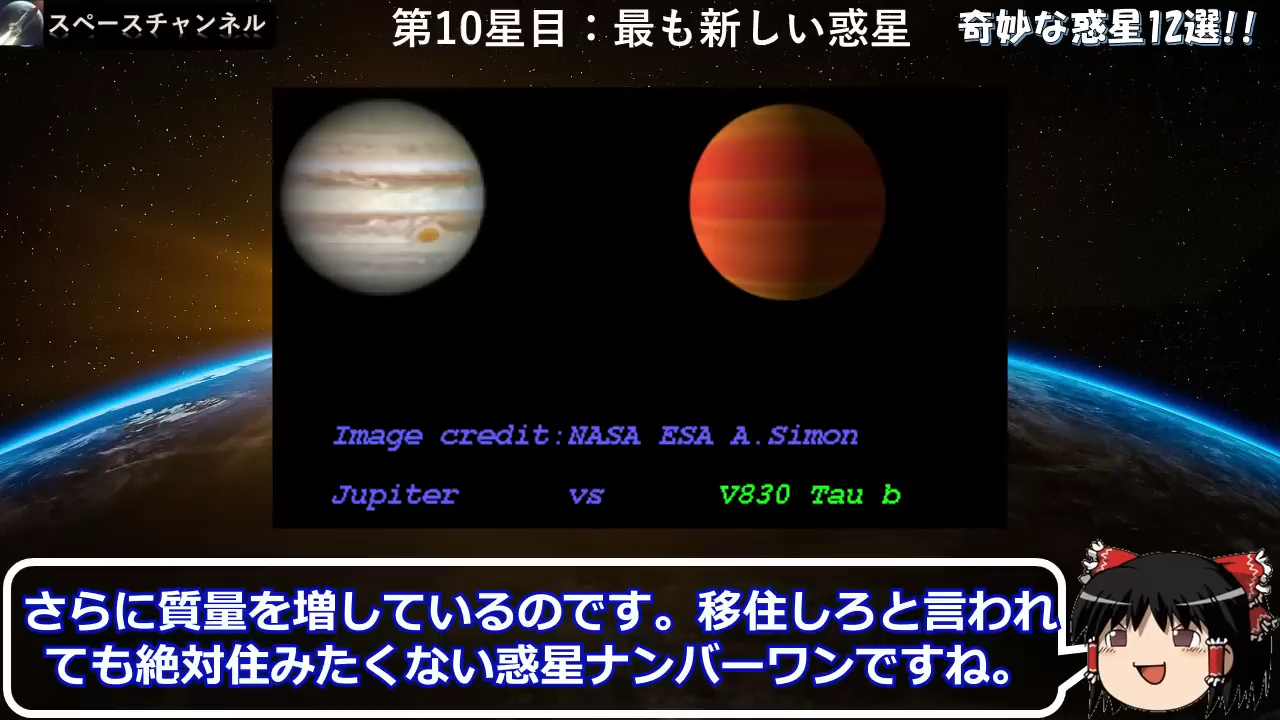 スペースチャンネル
第10星目：最も新しい惑星
奇妙な惑星12選!!
Image credit:NASA ESA A.Simon
Jupiter vs V830 Tau b
さらに質量を増しているのです。移住しろと言われ
ても絶対住みたくない惑星ナンバーワンですね。